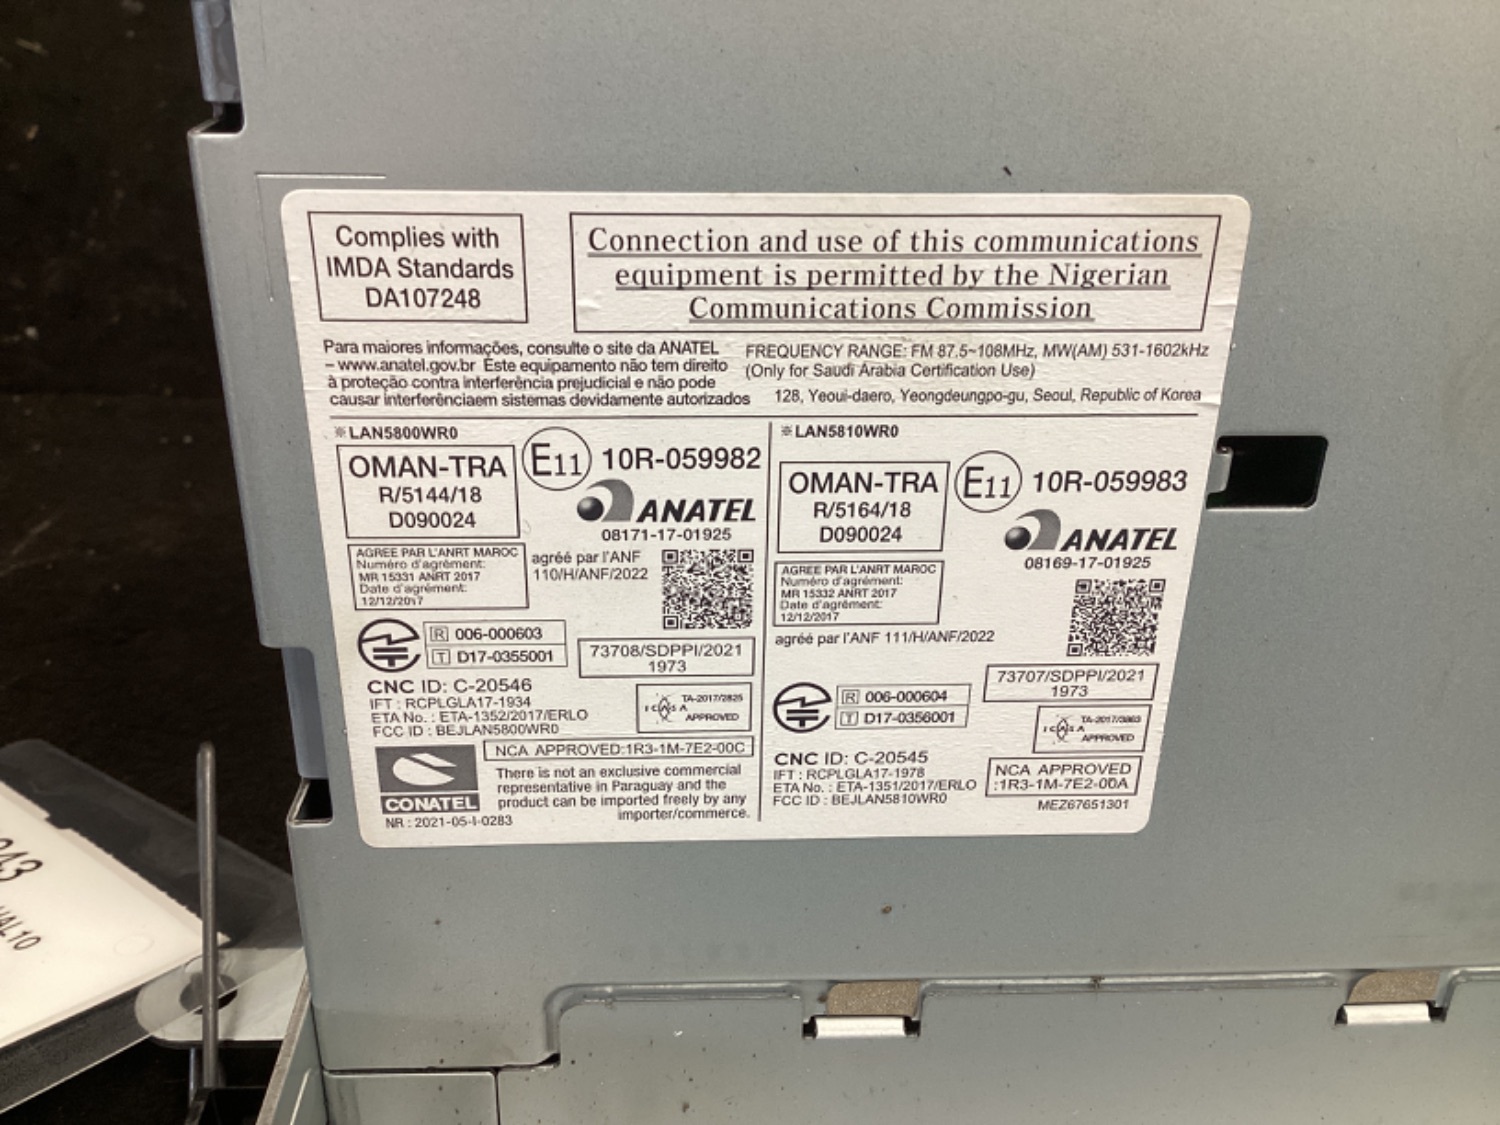 Complies with
IMDA Standards
DA107248
Connection and use of this communications
equipment is permitted by the Nigerian
Communications Commission
Para maiores informações, consulte o site da ANATEL
– www.anatel.gov.br Este equipamento não tem direito
à proteção contra interferência prejudicial e não pode
causar interferênciaem sistemas devidamente autorizados
FREQUENCY RANGE: FM 87.5~108MHz, MW(AM) 531-1602kHz
(Only for Saudi Arabia Certification Use)
128, Yeoui-daero, Yeongdeungpo-gu, Seoul, Republic of Korea
※LAN5800WR0
OMAN-TRA
R/5144/18
D090024
E11 10R-059982
ANATEL
08171-17-01925
AGREE PAR L'ANRT MAROC
Numéro d'agrément:
MR 15331 ANRT 2017
Date d'agrément:
12/12/2017
agréé par l'ANF
110/H/ANF/2022
R 006-000603
T D17-0355001
73708/SDPPI/2021
1973
CNC ID: C-20546
IFT : RCPLGLA17-1934
ETA No. : ETA-1352/2017/ERLO
FCC ID : BEJLAN5800WR0
ICASA
TA-2017/2825
APPROVED
NCA APPROVED:1R3-1M-7E2-00C
CONATEL
NR : 2021-05-I-0283
There is not an exclusive commercial
representative in Paraguay and the
product can be imported freely by any
importer/commerce.
※LAN5810WR0
OMAN-TRA
R/5164/18
D090024
E11 10R-059983
ANATEL
08169-17-01925
AGREE PAR L'ANRT MAROC
Numéro d'agrément:
MR 15332 ANRT 2017
Date d'agrément:
12/12/2017
agréé par l'ANF 111/H/ANF/2022
R 006-000604
T D17-0356001
73707/SDPPI/2021
1973
ICASA
APPROVED
CNC ID: C-20545
IFT : RCPLGLA17-1978
ETA No. : ETA-1351/2017/ERLO
FCC ID : BEJLAN5810WR0
NCA APPROVED
:1R3-1M-7E2-00A
MEZ67651301